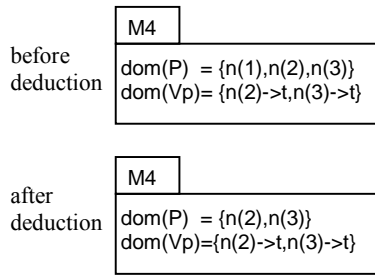 M4
before
deduction
dom(P) = {n(1),n(2),n(3)}
dom(Vp)= {n(2)->t,n(3)->t}
M4
after
deduction
dom(P) = {n(2),n(3)}
dom(Vp)={n(2)->t,n(3)->t}